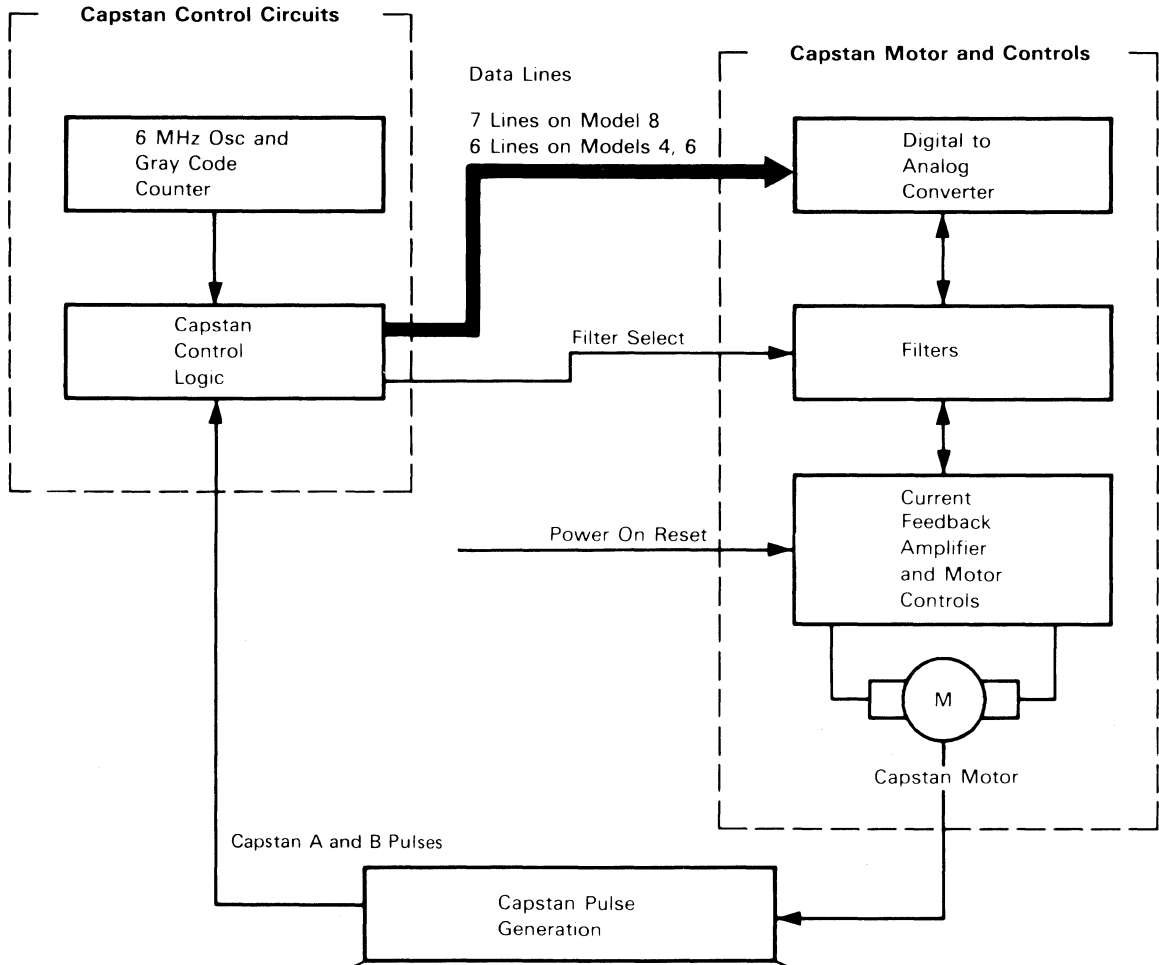 Capstan Control Circuits
6 MHz Osc and
Gray Code
Counter
Capstan
Control
Logic
Data Lines
7 Lines on Model 8
6 Lines on Models 4, 6
Filter Select
Power On Reset
Capstan Motor and Controls
Digital to
Analog
Converter
Filters
Current
Feedback
Amplifier
and Motor
Controls
M
Capstan Motor
Capstan A and B Pulses
Capstan Pulse
Generation